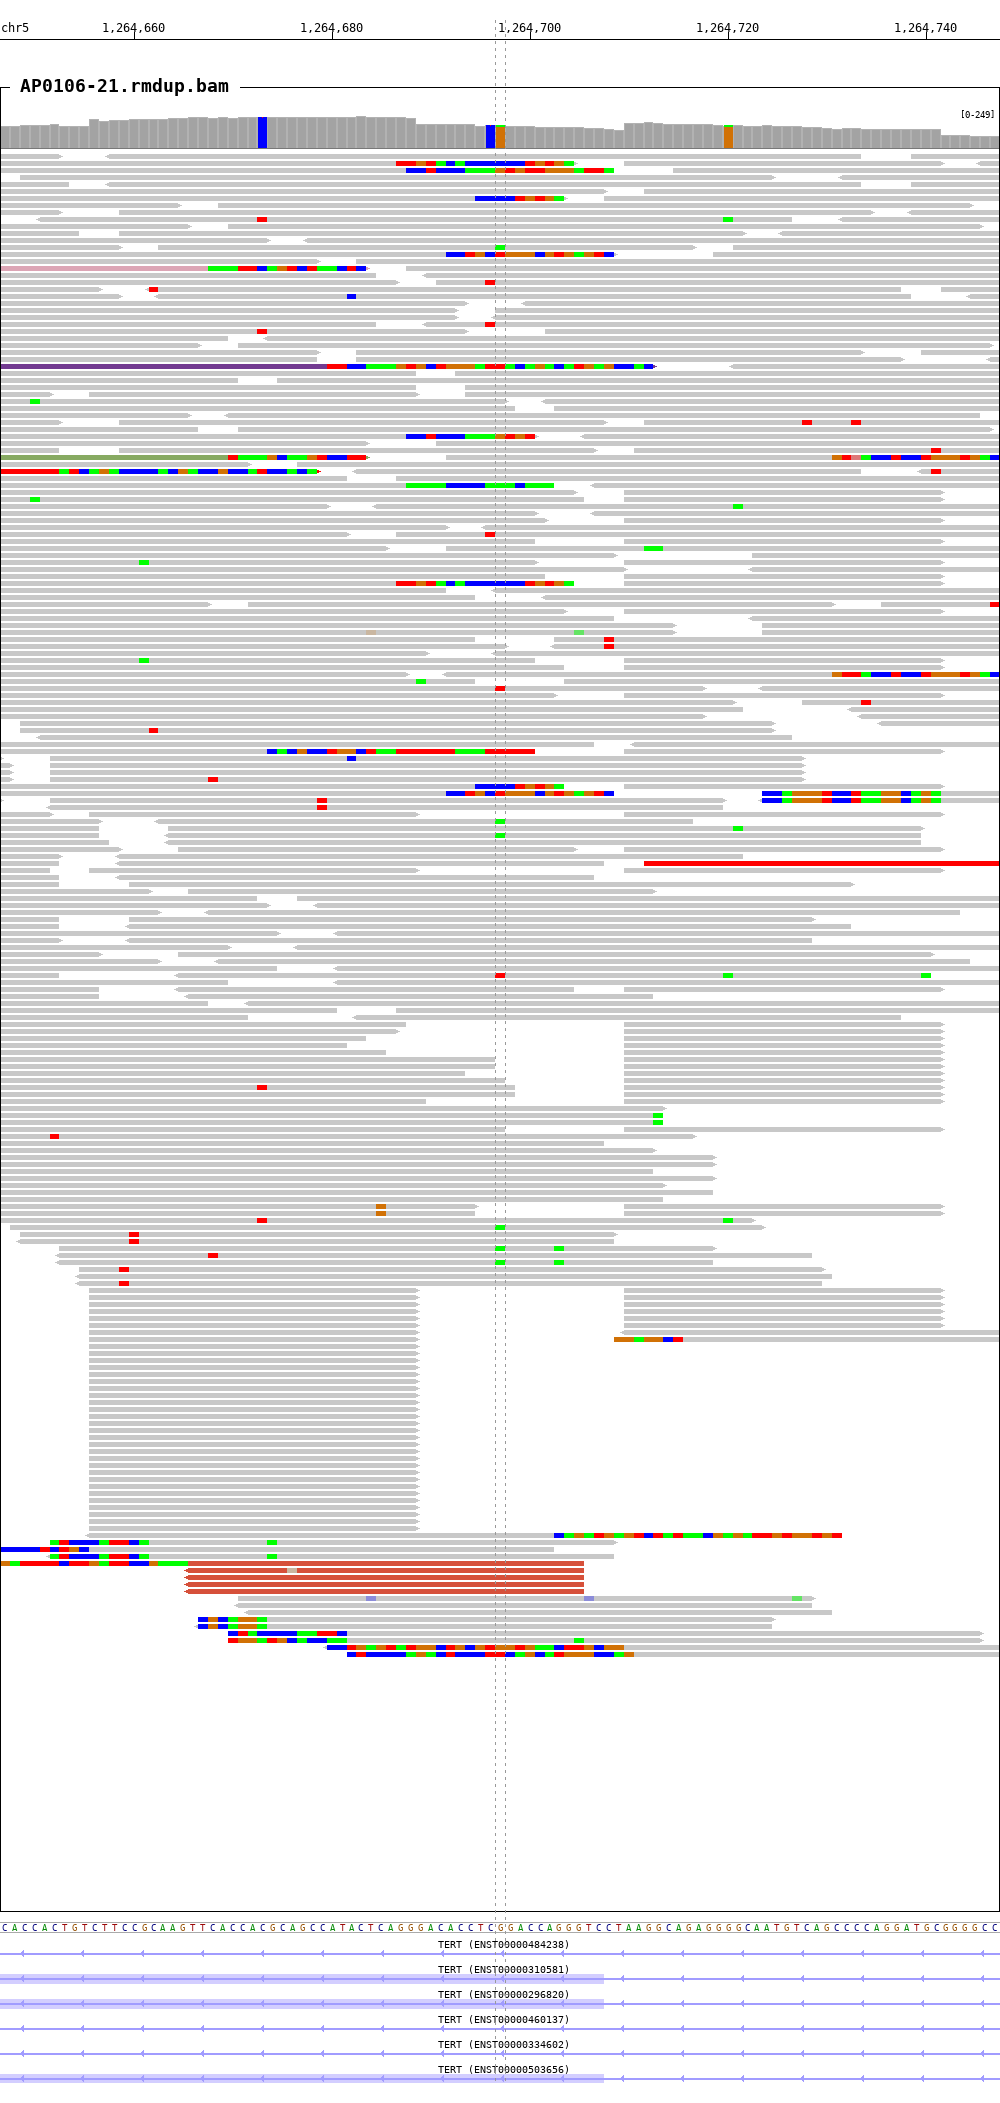 chr5 1,264,660 1,264,680 1,264,700 1,264,720 1,264,740
AP0106-21.rmdup.bam
[0-249]
CACCACTGTCTTCCGCAAGTTCACCACGCAGCCATACTCAGGGACACCTCGGACCAGGGTCCTAAGGCAGAGGGGCAATGTCAGCCCCAGGATGCGGGGCC
TERT (ENST00000484238)
TERT (ENST00000310581)
TERT (ENST00000296820)
TERT (ENST00000460137)
TERT (ENST00000334602)
TERT (ENST00000503656)